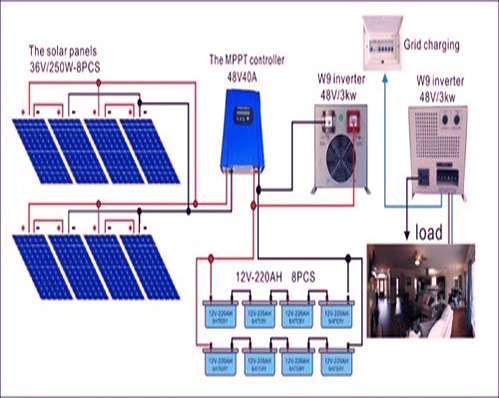 Grid charging
The solar panels
36V/250W-8PCS
The MPPT controller
48V40A
W9 inverter
48V/3kw
W9 inverter
48V/3kw
load
12V-220AH 8PCS
12V-220AH
BATTERY
12V-220AH
BATTERY
12V-220AH
BATTERY
12V-220AH
BATTERY
12V-220AH
BATTERY
12V-220AH
BATTERY
12V-220AH
BATTERY
12V-220AH
BATTERY